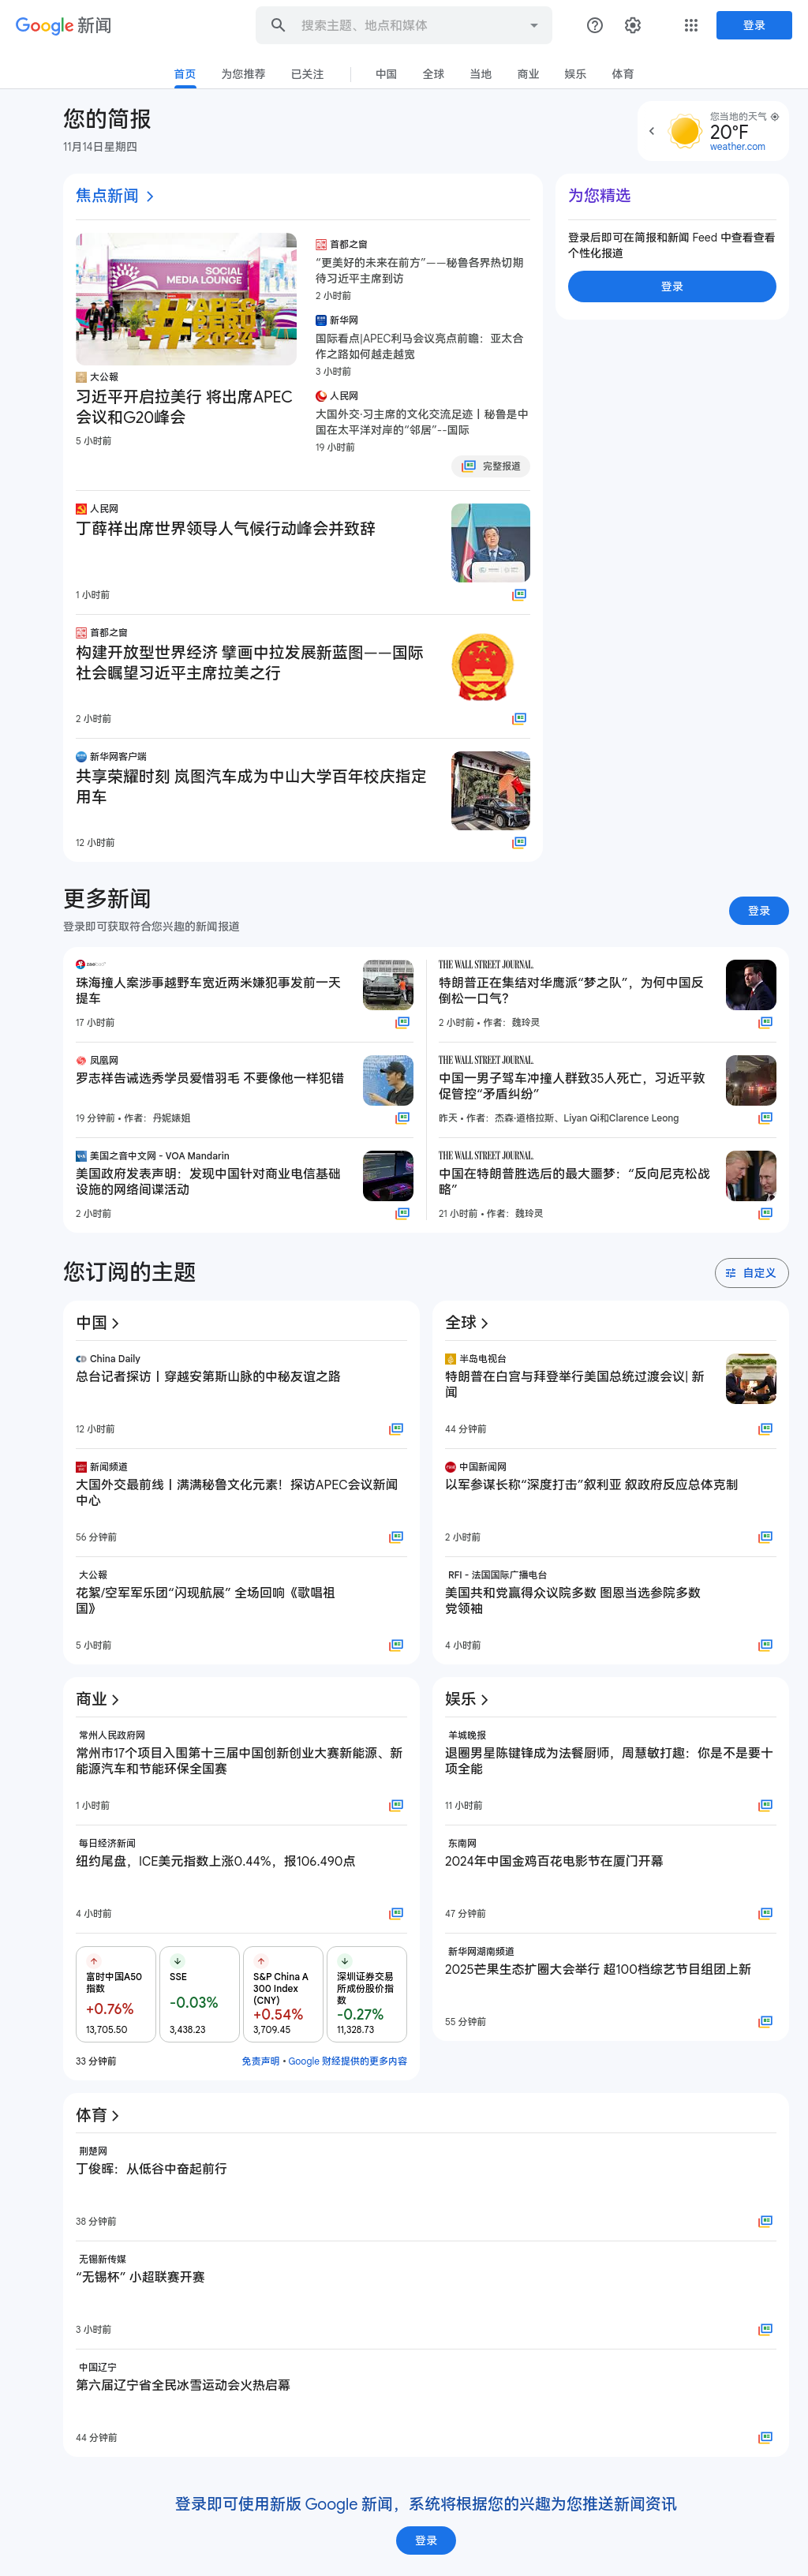 Google 新闻
搜索主题、地点和媒体
登录
首页
为您推荐
已关注
中国
全球
当地
商业
娱乐
体育
您的简报
11月14日星期四
您当地的天气
20°F
weather.com
焦点新闻
SOCIAL
MEDIA LOUNGE
#APEC
PERU
2024
大公報
习近平开启拉美行 将出席APEC
会议和G20峰会
5 小时前
首都之窗
“更美好的未来在前方”——秘鲁各界热切期
待习近平主席到访
2 小时前
新华网
国际看点|APEC利马会议亮点前瞻：亚太合
作之路如何越走越宽
3 小时前
人民网
大国外交·习主席的文化交流足迹丨秘鲁是中
国在太平洋对岸的“邻居”--国际
19 小时前
完整报道
人民网
丁薛祥出席世界领导人气候行动峰会并致辞
1 小时前
首都之窗
构建开放型世界经济 擘画中拉发展新蓝图——国际
社会瞩望习近平主席拉美之行
2 小时前
新华网客户端
共享荣耀时刻 岚图汽车成为中山大学百年校庆指定
用车
12 小时前
为您精选
登录后即可在简报和新闻 Feed 中查看查看
个性化报道
登录
更多新闻
登录即可获取符合您兴趣的新闻报道
登录
珠海撞人案涉事越野车宽近两米嫌犯事发前一天
提车
17 小时前
凤凰网
罗志祥告诫选秀学员爱惜羽毛 不要像他一样犯错
19 分钟前 • 作者：丹妮婊姐
美国之音中文网 - VOA Mandarin
美国政府发表声明：发现中国针对商业电信基础
设施的网络间谍活动
2 小时前
THE WALL STREET JOURNAL.
特朗普正在集结对华鹰派“梦之队”，为何中国反
倒松一口气？
2 小时前 • 作者：魏玲灵
THE WALL STREET JOURNAL.
中国一男子驾车冲撞人群致35人死亡，习近平敦
促管控“矛盾纠纷”
昨天 • 作者：杰森·道格拉斯、Liyan Qi和Clarence Leong
THE WALL STREET JOURNAL.
中国在特朗普胜选后的最大噩梦：“反向尼克松战
略”
21 小时前 • 作者：魏玲灵
您订阅的主题
自定义
中国
China Daily
总台记者探访丨穿越安第斯山脉的中秘友谊之路
12 小时前
新闻频道
大国外交最前线丨满满秘鲁文化元素！探访APEC会议新闻
中心
56 分钟前
大公報
花絮/空军军乐团“闪现航展” 全场回响《歌唱祖
国》
5 小时前
全球
半岛电视台
特朗普在白宫与拜登举行美国总统过渡会议| 新
闻
44 分钟前
中国新闻网
以军参谋长称“深度打击”叙利亚 叙政府反应总体克制
2 小时前
RFI - 法国国际广播电台
美国共和党赢得众议院多数 图恩当选参院多数
党领袖
4 小时前
商业
常州人民政府网
常州市17个项目入围第十三届中国创新创业大赛新能源、新
能源汽车和节能环保全国赛
1 小时前
每日经济新闻
纽约尾盘，ICE美元指数上涨0.44%，报106.490点
4 小时前
富时中国A50
指数
+0.76%
13,705.50
SSE
-0.03%
3,438.23
S&P China A
300 Index
(CNY)
+0.54%
3,709.45
深圳证券交易
所成份股价指
数
-0.27%
11,328.73
33 分钟前
免责声明 • Google 财经提供的更多内容
娱乐
羊城晚报
退圈男星陈键锋成为法餐厨师，周慧敏打趣：你是不是要十
项全能
11 小时前
东南网
2024年中国金鸡百花电影节在厦门开幕
47 分钟前
新华网湖南频道
2025芒果生态扩圈大会举行 超100档综艺节目组团上新
55 分钟前
体育
荆楚网
丁俊晖：从低谷中奋起前行
38 分钟前
无锡新传媒
“无锡杯” 小超联赛开赛
3 小时前
中国辽宁
第六届辽宁省全民冰雪运动会火热启幕
44 分钟前
登录即可使用新版 Google 新闻，系统将根据您的兴趣为您推送新闻资讯
登录